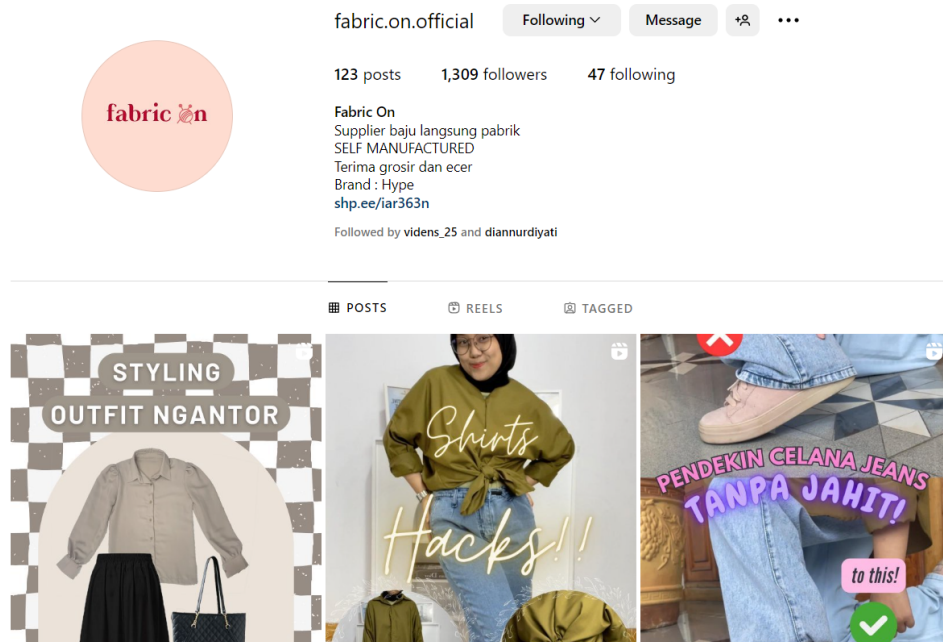 fabric.on.official
Following
Message
123 posts
1,309 followers
47 following
fabric On
Fabric On
Supplier baju langsung pabrik
SELF MANUFACTURED
Terima grosir dan ecer
Brand : Hype
shp.ee/iar363n
Followed by videns_25 and diannurdiyati
POSTS
REELS
TAGGED
STYLING
OUTFIT NGANTOR
Shirts
Hacks!!
PENDEKIN CELANA JEANS
TANPA JAHIT!
to this!